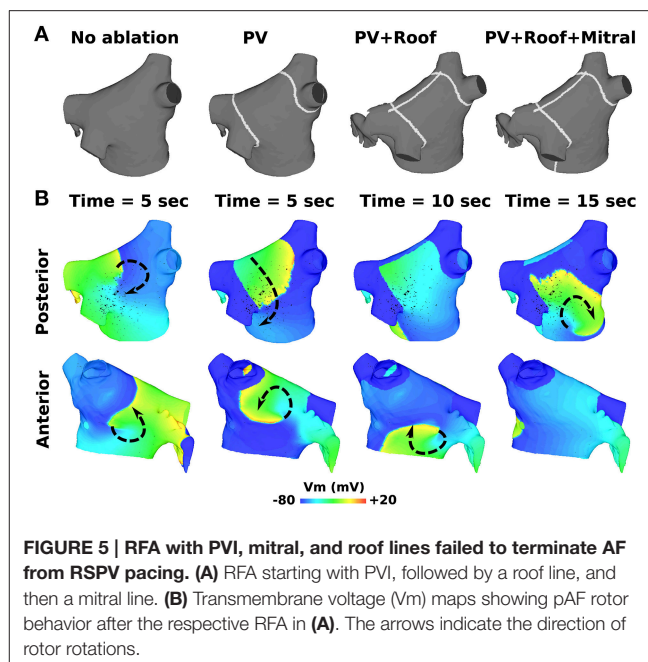 A
No ablation PV PV+Roof PV+Roof+Mitral
B
Time = 5 sec Time = 5 sec Time = 10 sec Time = 15 sec
Posterior
Anterior
Vm (mV)
-80 +20
FIGURE 5 | RFA with PVI, mitral, and roof lines failed to terminate AF
from RSPV pacing. (A) RFA starting with PVI, followed by a roof line, and
then a mitral line. (B) Transmembrane voltage (Vm) maps showing pAF rotor
behavior after the respective RFA in (A). The arrows indicate the direction of
rotor rotations.